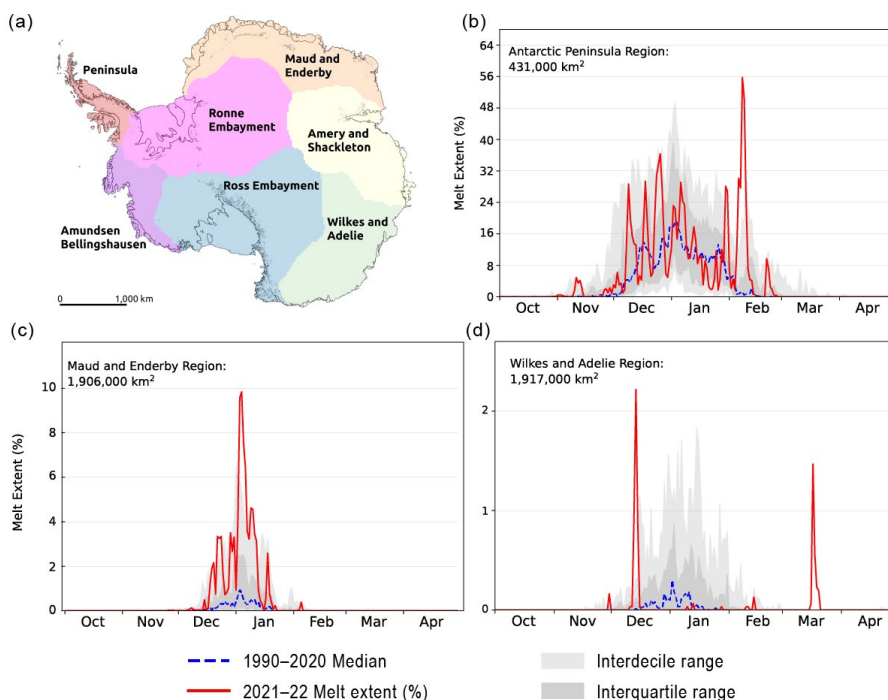 (a)
Maud and
Enderby
Peninsula
Ronne
Embayment
Amery and
Shackleton
Ross Embayment
Wilkes and
Adelie
Amundsen
Bellingshausen
0 1,000 km
(b)
Antarctic Peninsula Region:
431,000 km²
Melt Extent (%)
64
56
48
40
32
24
16
8
0
Oct Nov Dec Jan Feb Mar Apr
(c)
Maud and Enderby Region:
1,906,000 km²
Melt Extent (%)
10
8
6
4
2
0
Oct Nov Dec Jan Feb Mar Apr
(d)
Wilkes and Adelie Region:
1,917,000 km²
2
1
0
Oct Nov Dec Jan Feb Mar Apr
1990–2020 Median
2021–22 Melt extent (%)
Interdecile range
Interquartile range